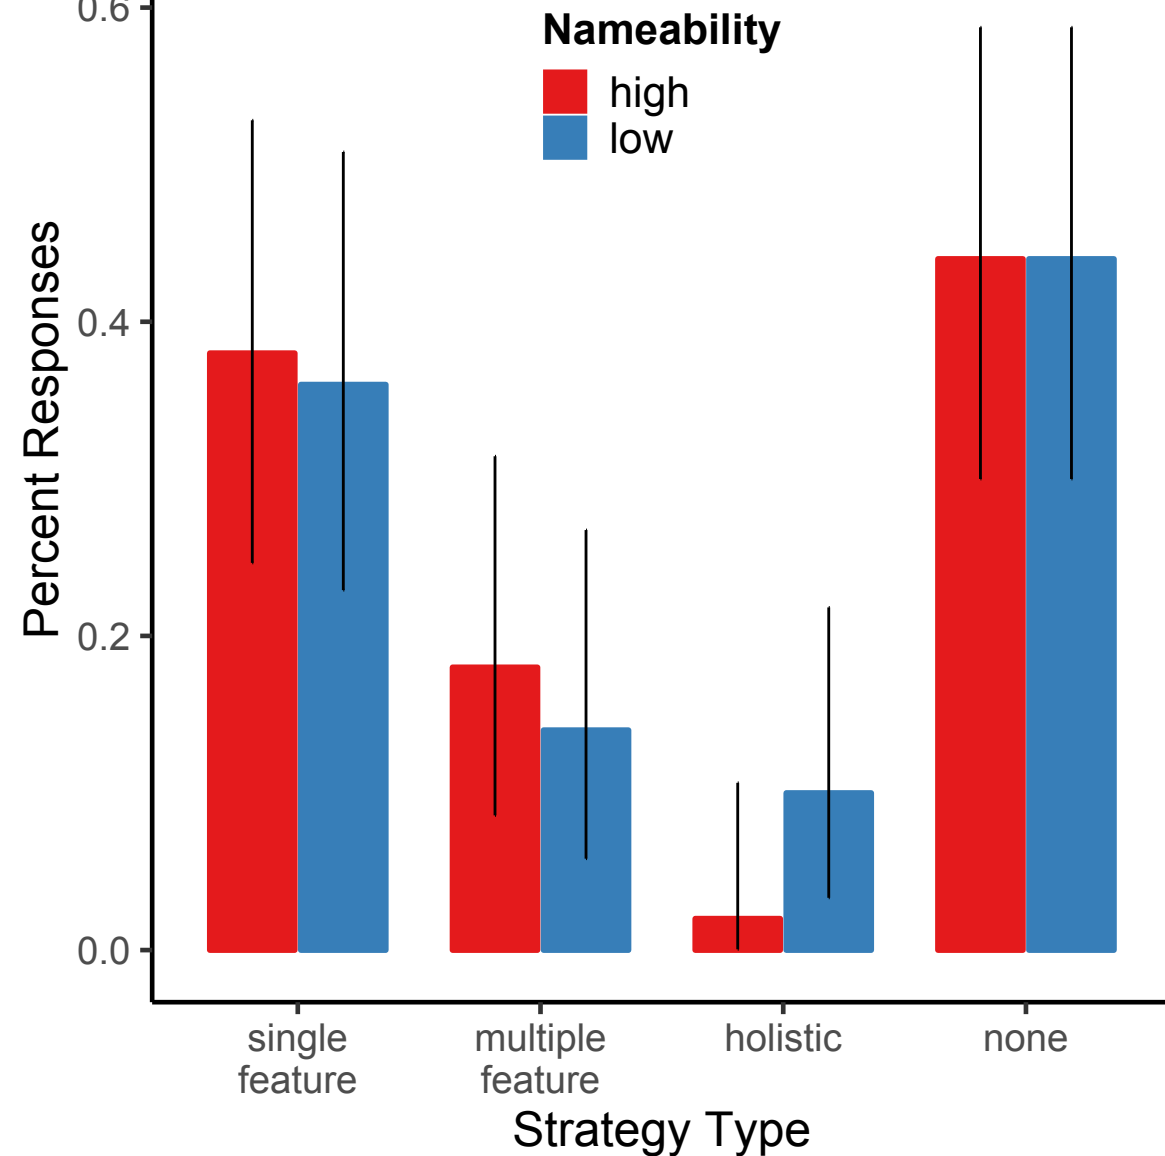 0.6
Nameability
high
low
Percent Responses
0.4
0.2
0.0
single
feature
multiple
feature
holistic
none
Strategy Type